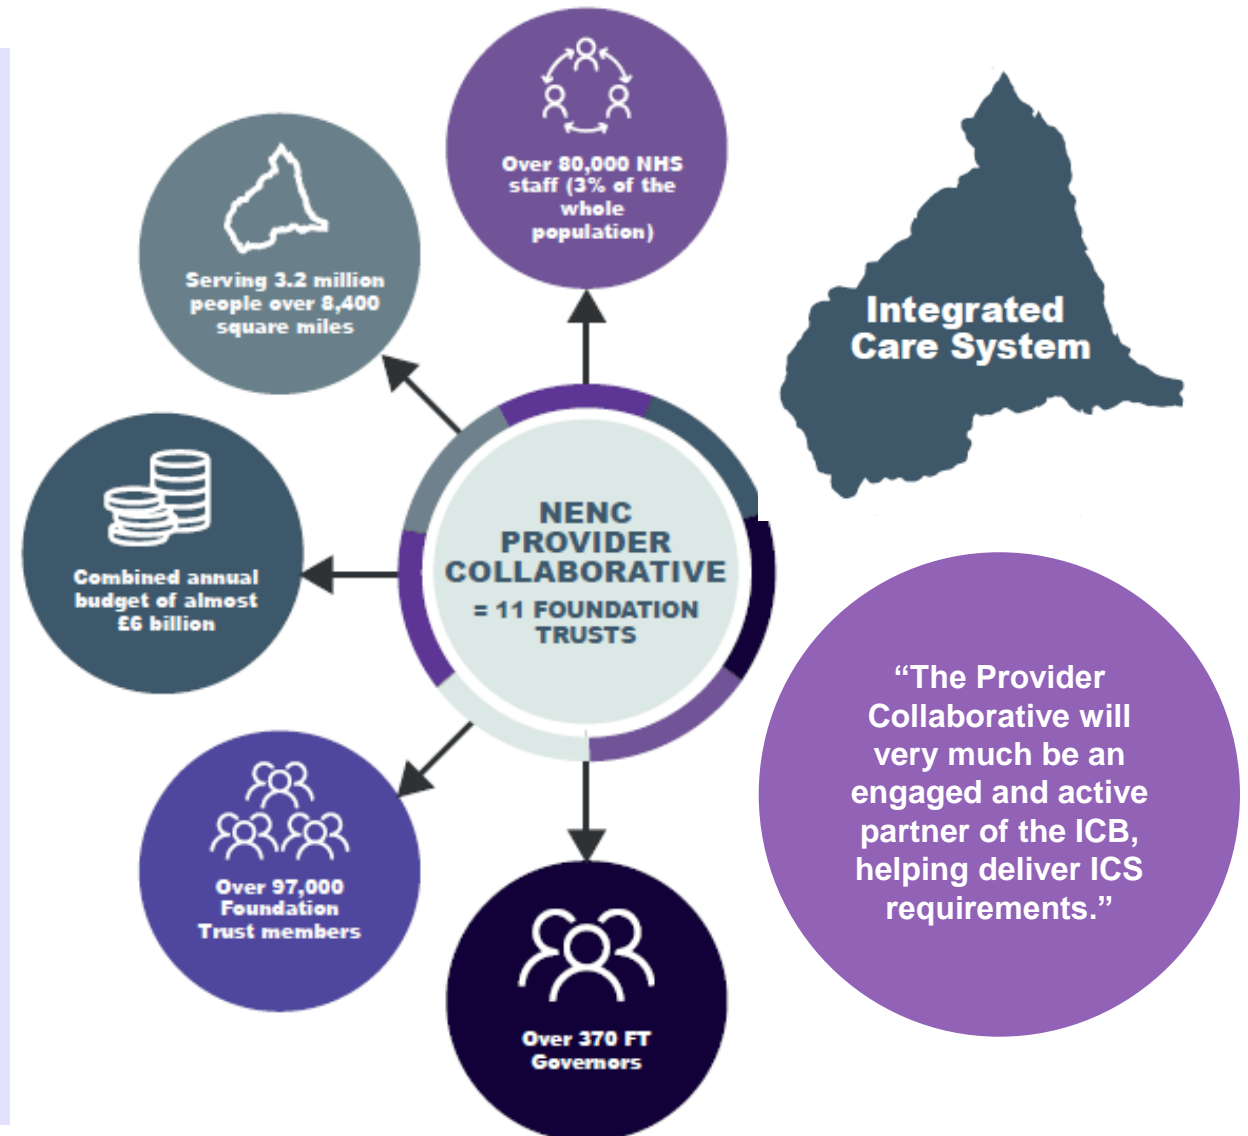 Over 80,000 NHS
staff (3% of the
whole
population)
Serving 3.2 million
people over 8,400
square miles
Integrated
Care System
Combined annual
budget of almost
£6 billion
NENC
PROVIDER
COLLABORATIVE
= 11 FOUNDATION
TRUSTS
“The Provider
Collaborative will
very much be an
engaged and active
partner of the ICB,
helping deliver ICS
requirements.”
Over 97,000
Foundation
Trust members
Over 370 FT
Governors